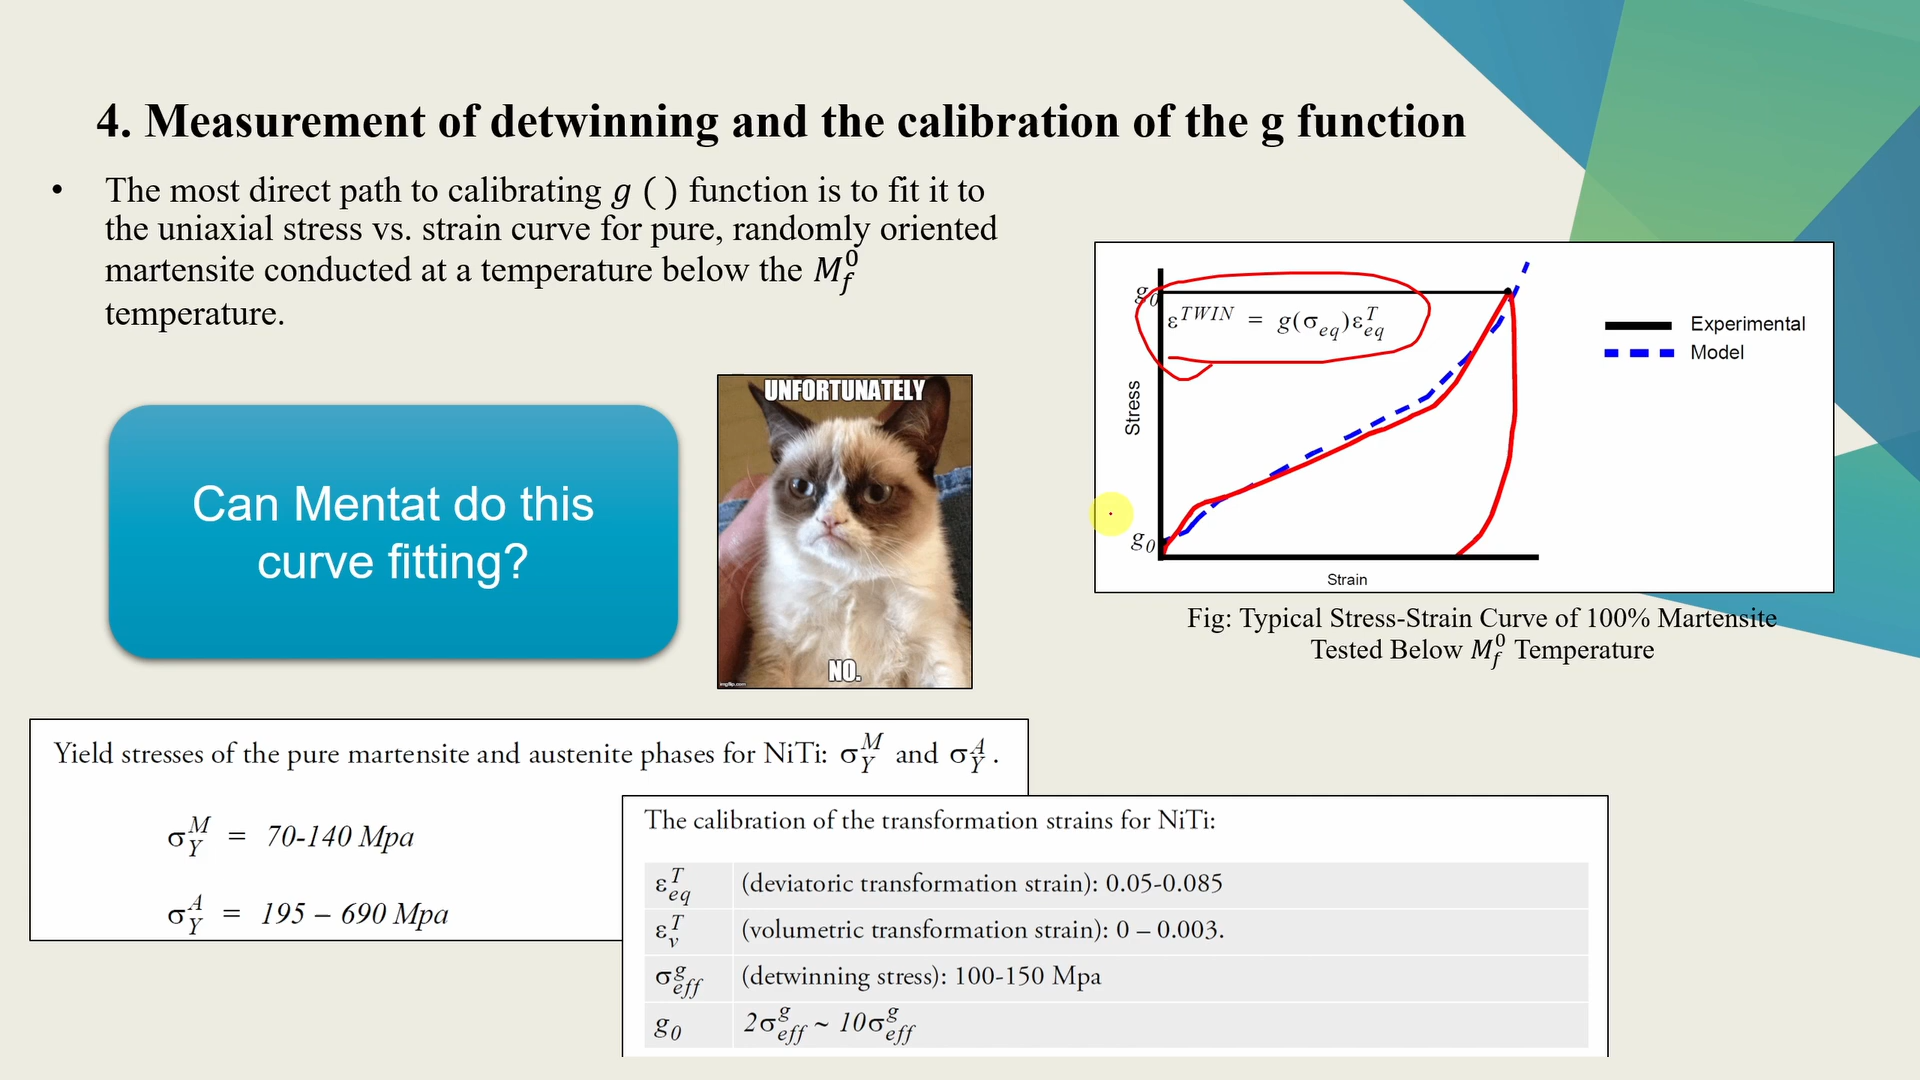 4. Measurement of detwinning and the calibration of the g function
• The most direct path to calibrating g ( ) function is to fit it to
the uniaxial stress vs. strain curve for pure, randomly oriented
martensite conducted at a temperature below the M_f^0
temperature.
Can Mentat do this
curve fitting?
UNFORTUNATELY
NO.
imgflip.com
g_0
ε^TWIN = g(σ_eq)ε_eq^T
Stress
g_0
Strain
Experimental
Model
Fig: Typical Stress-Strain Curve of 100% Martensite
Tested Below M_f^0 Temperature
Yield stresses of the pure martensite and austenite phases for NiTi: σ_Y^M and σ_Y^A .
σ_Y^M = 70-140 Mpa
σ_Y^A = 195 – 690 Mpa
The calibration of the transformation strains for NiTi:
ε_eq^T (deviatoric transformation strain): 0.05-0.085
ε_v^T (volumetric transformation strain): 0 – 0.003.
σ_eff^g (detwinning stress): 100-150 Mpa
g_0 2σ_eff^g ~ 10σ_eff^g